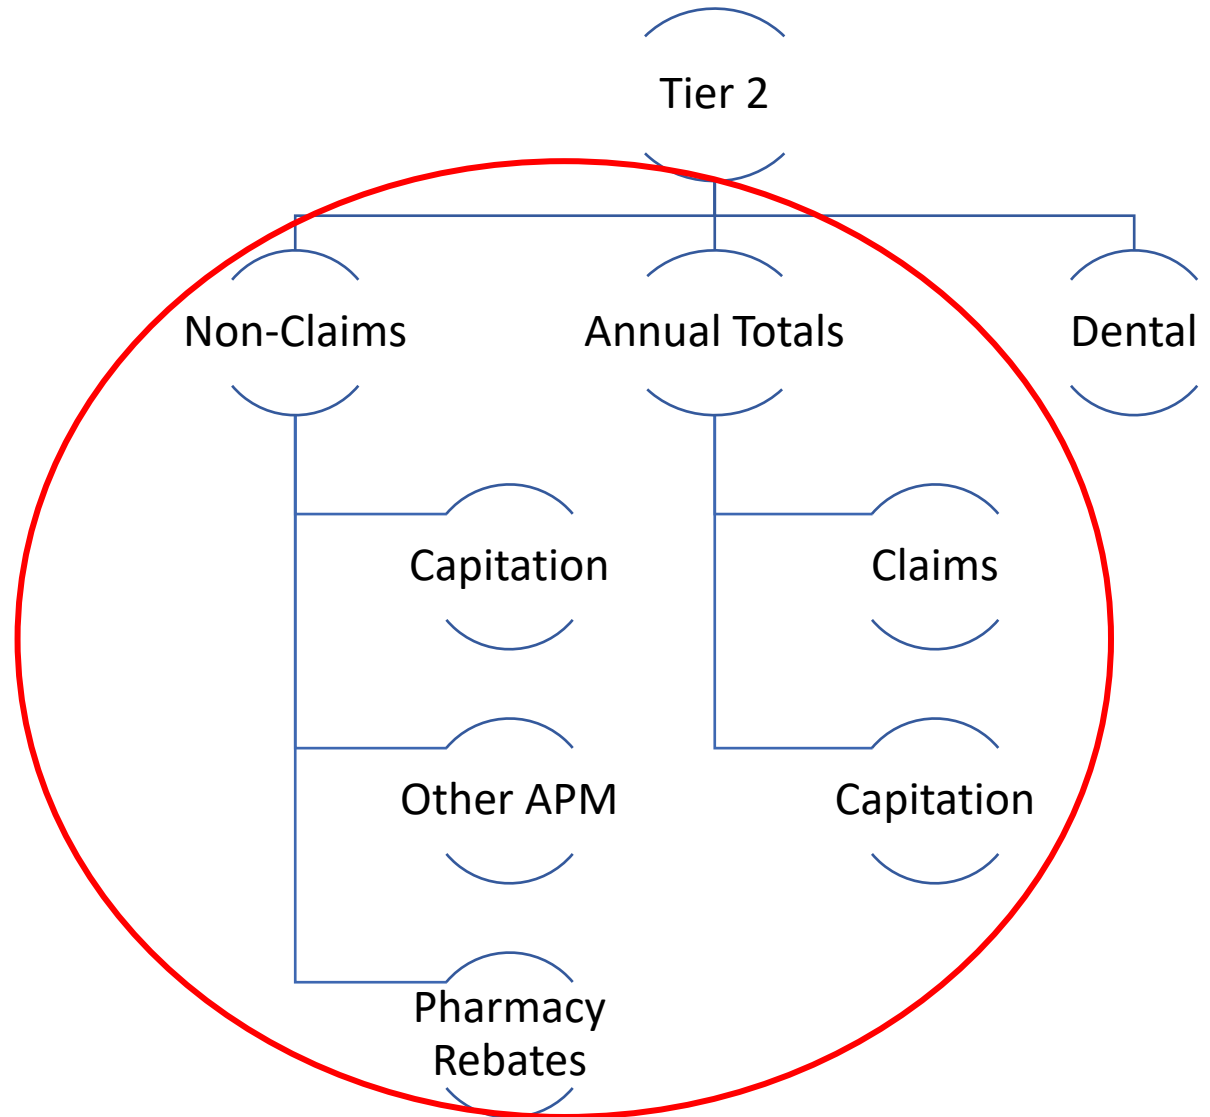 Tier 2
Non-Claims
Annual Totals
Dental
Capitation
Claims
Other APM
Capitation
Pharmacy
Rebates